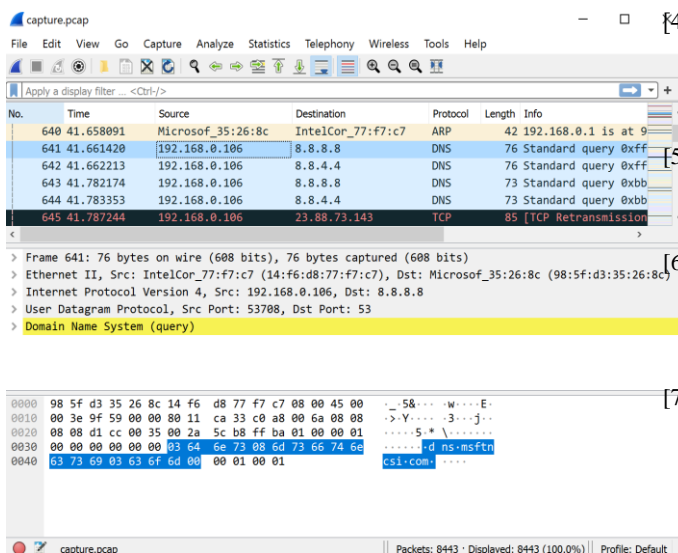 capture.pcap [4
File Edit View Go Capture Analyze Statistics Telephony Wireless Tools Help
Apply a display filter ... <Ctrl-/>
No. Time Source Destination Protocol Length Info
640 41.658091 Microsof_35:26:8c IntelCor_77:f7:c7 ARP 42 192.168.0.1 is at 9
641 41.661420 192.168.0.106 8.8.8.8 DNS 76 Standard query 0xff
[5
642 41.662213 192.168.0.106 8.8.4.4 DNS 76 Standard query 0xff
643 41.782174 192.168.0.106 8.8.8.8 DNS 73 Standard query 0xbb
644 41.783353 192.168.0.106 8.8.4.4 DNS 73 Standard query 0xbb
645 41.787244 192.168.0.106 23.88.73.143 TCP 85 [TCP Retransmission
Frame 641: 76 bytes on wire (608 bits), 76 bytes captured (608 bits)
[6
Ethernet II, Src: IntelCor_77:f7:c7 (14:f6:d8:77:f7:c7), Dst: Microsof_35:26:8c (98:5f:d3:35:26:8c)
Internet Protocol Version 4, Src: 192.168.0.106, Dst: 8.8.8.8
User Datagram Protocol, Src Port: 53708, Dst Port: 53
Domain Name System (query)
[7
0000 98 5f d3 35 26 8c 14 f6 d8 77 f7 c7 08 00 45 00 ·_·5&··· ·w····E·
0010 00 3e 9f 59 00 00 80 11 ca 33 c0 a8 00 6a 08 08 ·>·Y···· ·3···j··
0020 08 08 d1 cc 00 35 00 2a 5c b8 ff ba 01 00 00 01 ·····5·* \·······
0030 00 00 00 00 00 00 03 64 6e 73 08 6d 73 66 74 6e ·······d ns·msftn
0040 63 73 69 03 63 6f 6d 00 00 01 00 01 csi·com· ····
capture.pcap Packets: 8443 · Displayed: 8443 (100.0%) Profile: Default